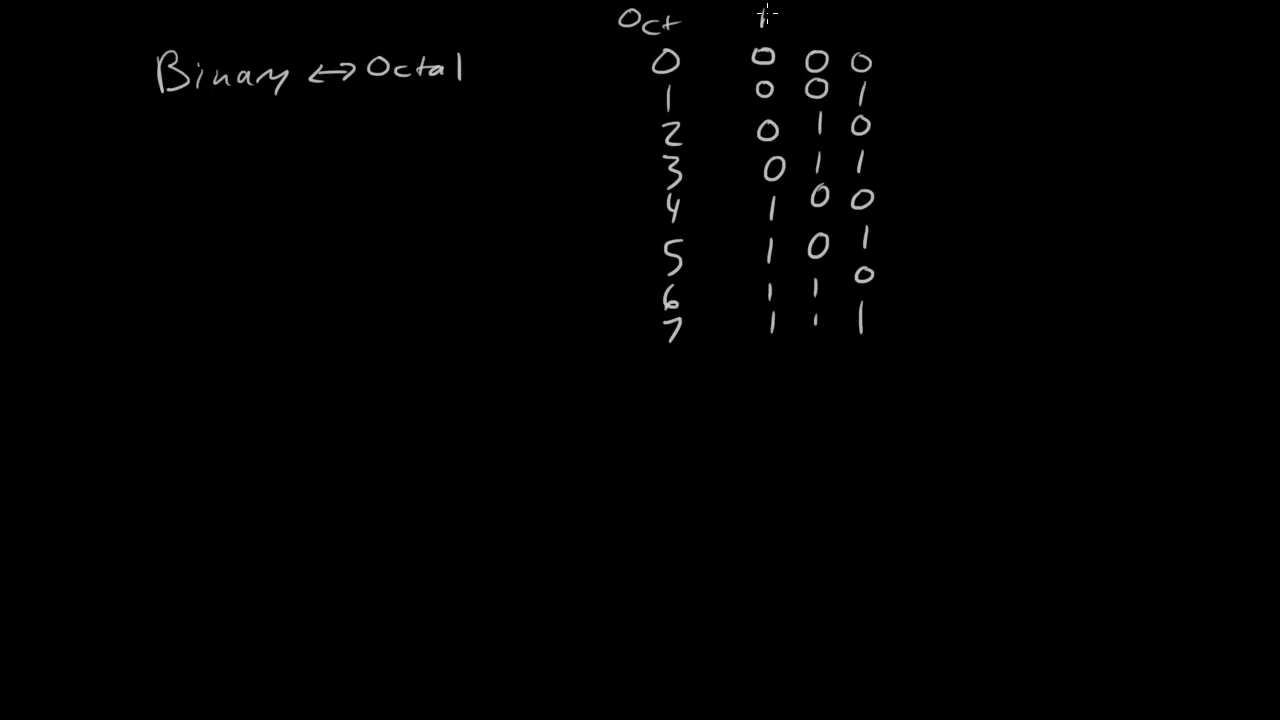 Oct
Binary ↔ Octal
0 0 0 0
1 0 0 1
2 0 1 0
3 0 1 1
4 1 0 0
5 1 0 1
6 1 1 0
7 1 1 1